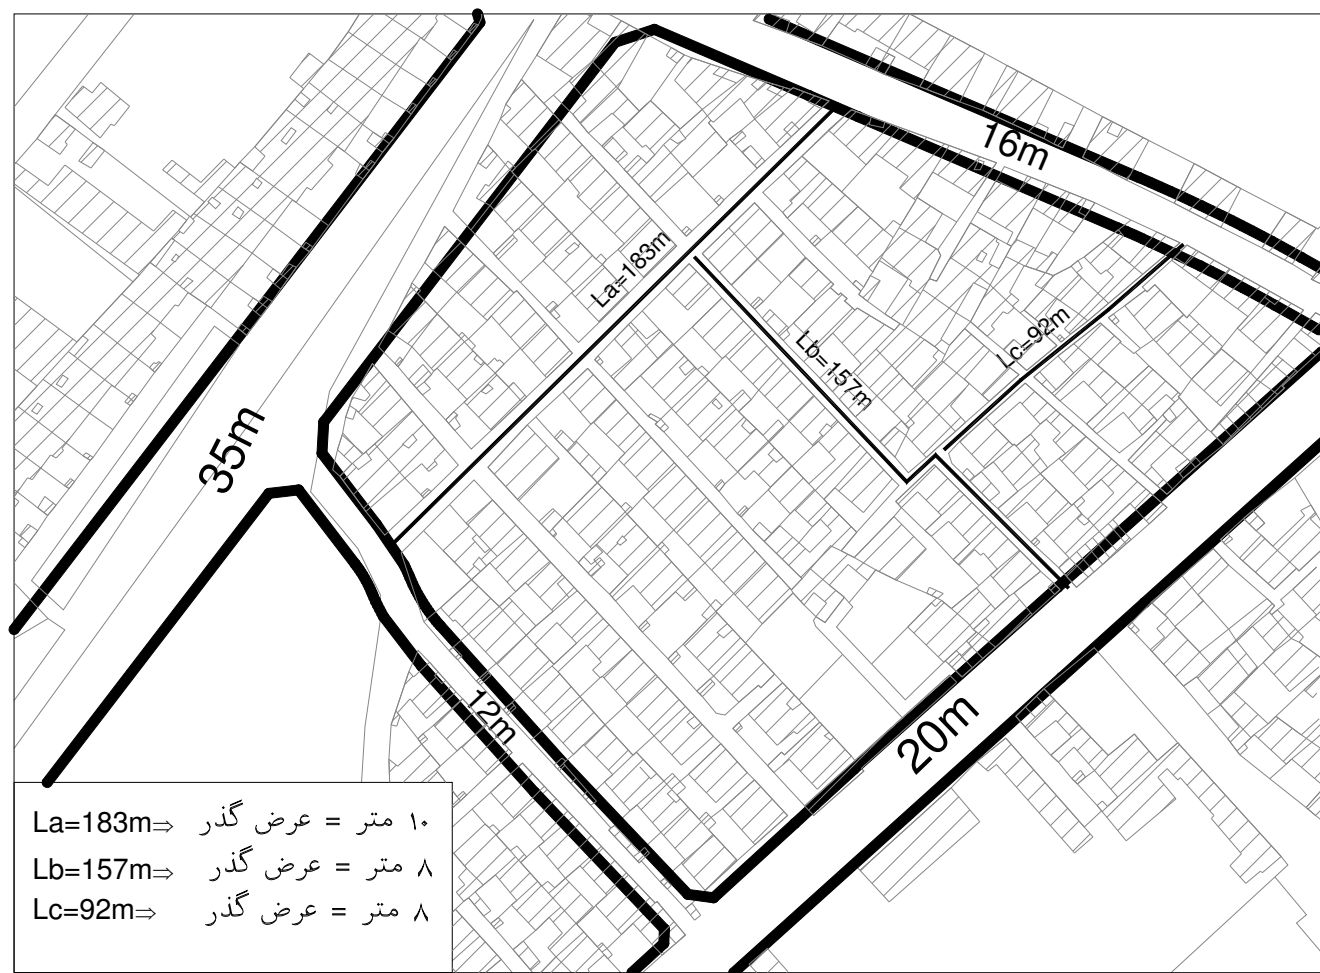 16m
La=183m
Lb=157m
Lc=92m
35m
12m
20m
La=183m⇒ عرض گذر = ۱۰ متر
Lb=157m⇒ عرض گذر = ۸ متر
Lc=92m⇒ عرض گذر = ۸ متر